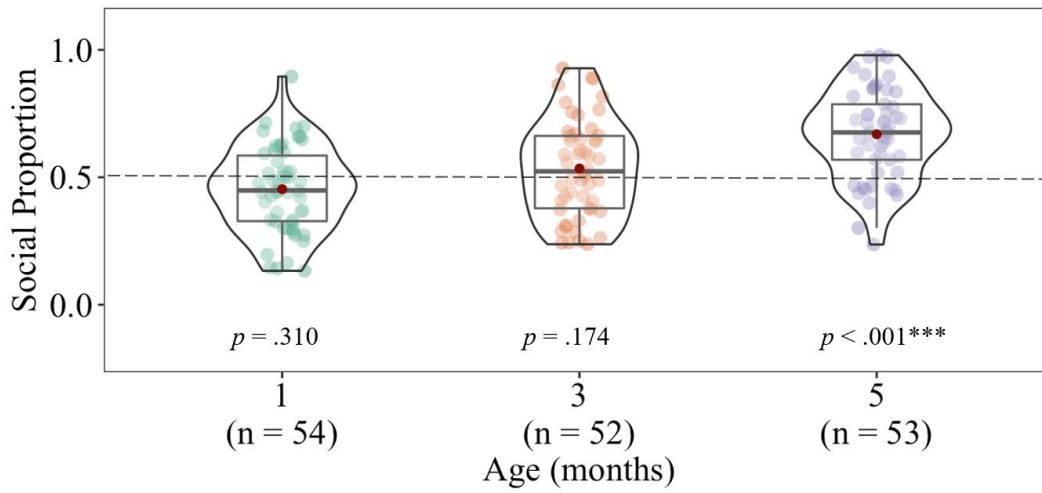 Social Proportion
1.0
0.5
0.0
p = .310
p = .174
p < .001***
1
3
5
(n = 54)
(n = 52)
(n = 53)
Age (months)